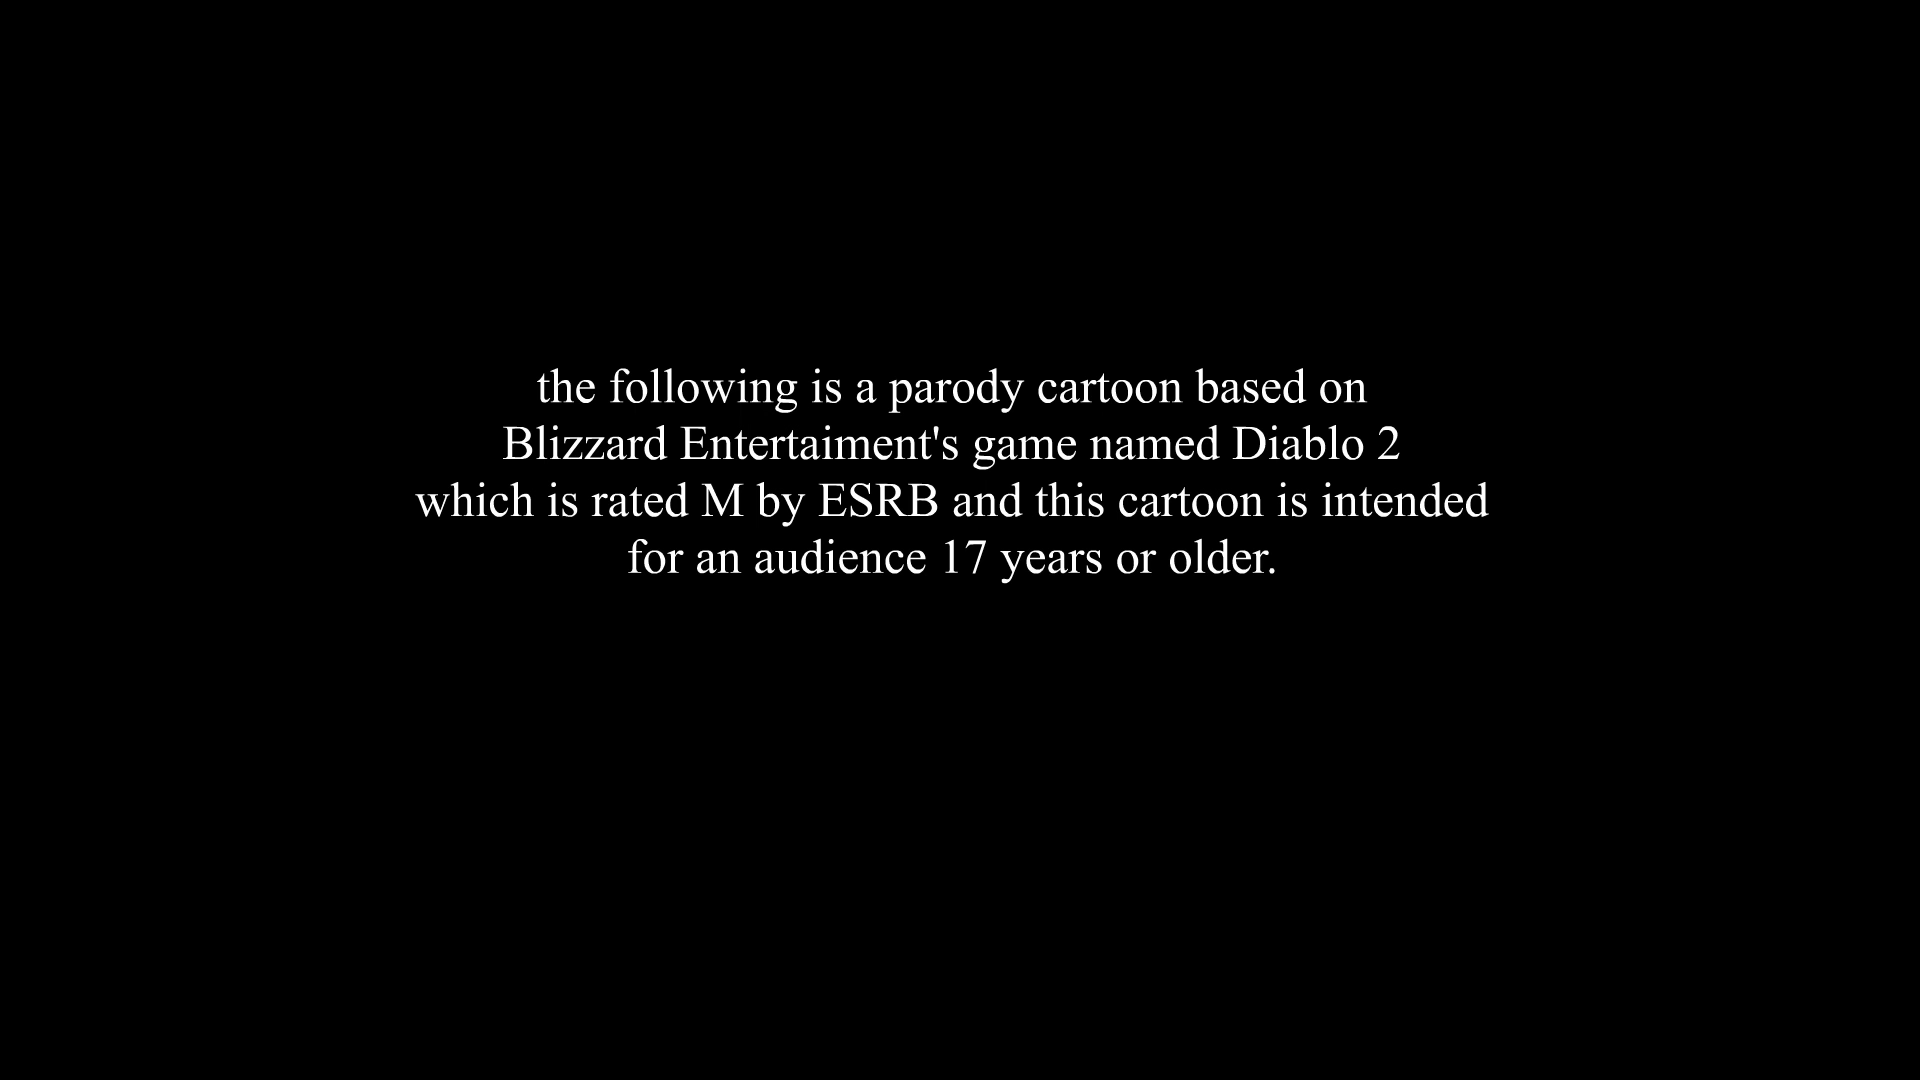 the following is a parody cartoon based on
Blizzard Entertaiment's game named Diablo 2
which is rated M by ESRB and this cartoon is intended
for an audience 17 years or older.